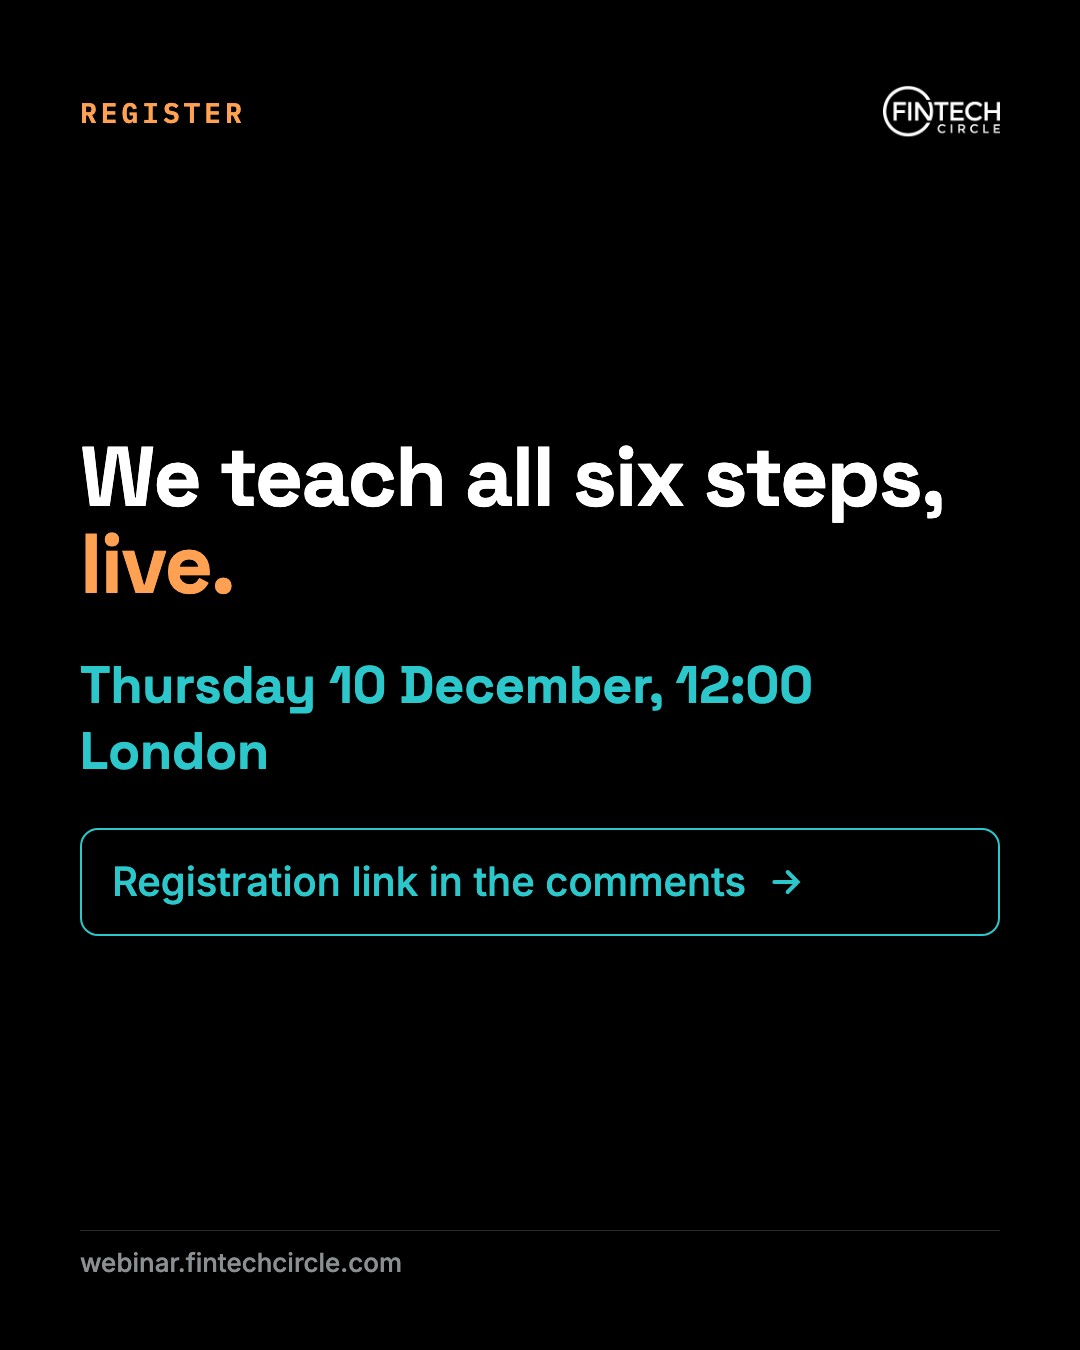 REGISTER
FINTECH
CIRCLE
We teach all six steps,
live.
Thursday 10 December, 12:00
London
Registration link in the comments →
webinar.fintechcircle.com